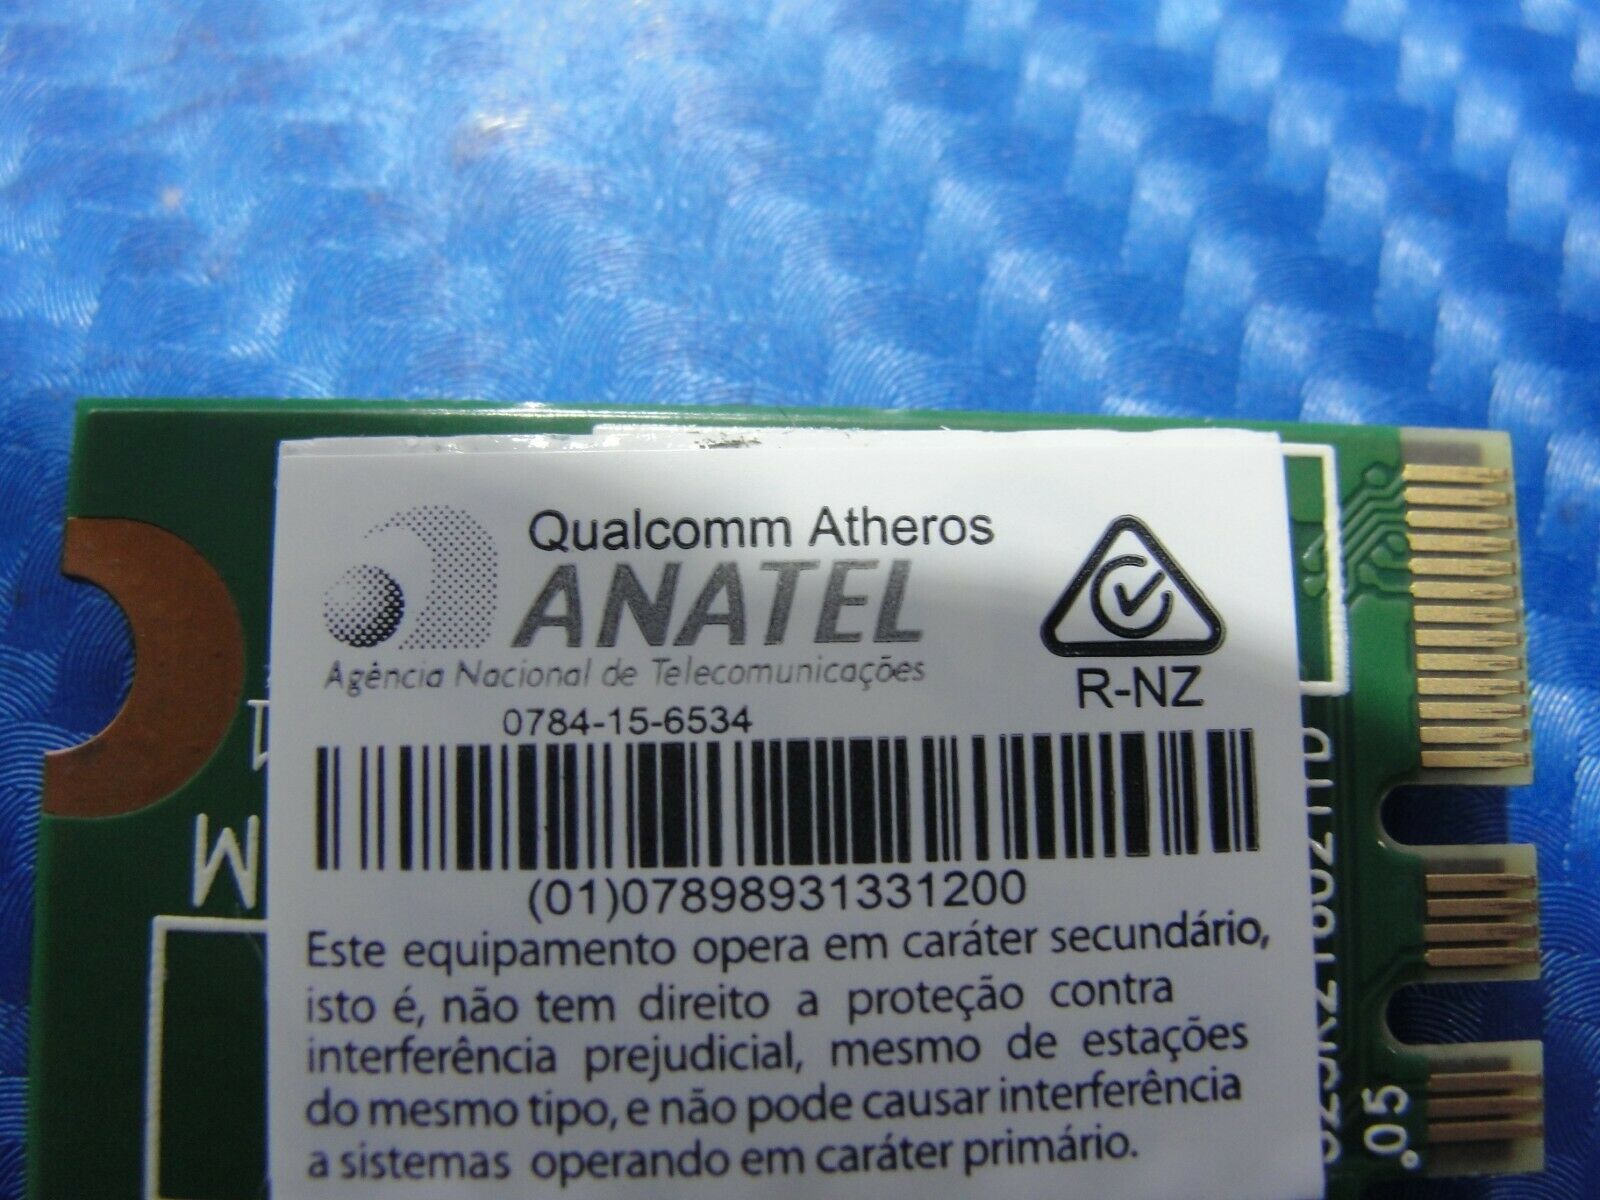 Qualcomm Atheros
ANATEL
Agência Nacional de Telecomunicações
R-NZ
0784-15-6534
(01)07898931331200
Este equipamento opera em caráter secundário,
isto é, não tem direito a proteção contra
interferência prejudicial, mesmo de estações
do mesmo tipo, e não pode causar interferência
a sistemas operando em caráter primário.
M
.05